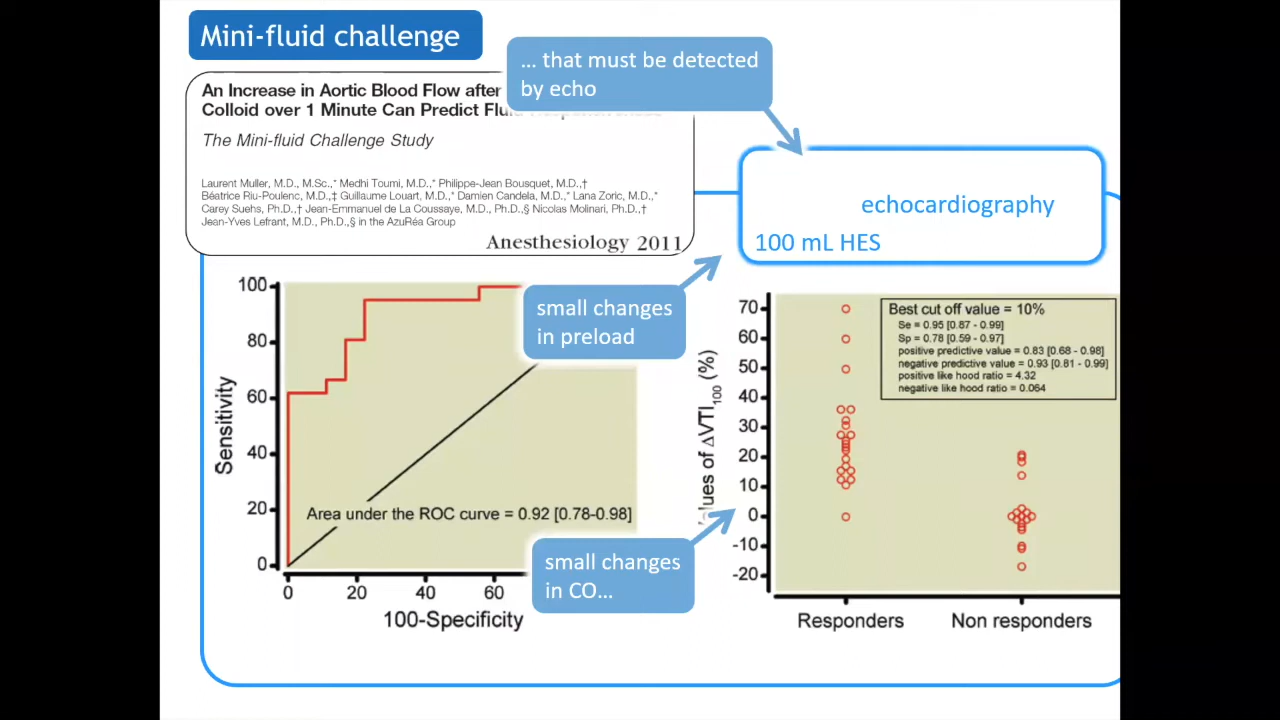 Mini-fluid challenge
... that must be detected
by echo
An Increase in Aortic Blood Flow after
Colloid over 1 Minute Can Predict
The Mini-fluid Challenge Study
Laurent Muller, M.D., M.Sc.,* Medhi Toumi, M.D.,* Philippe-Jean Bousquet, M.D.,†
Béatrice Riu-Poulenc, M.D.,‡ Guillaume Louart, M.D.,* Damien Candela, M.D.,* Lana Zoric, M.D.,*
Carey Suehs, Ph.D.,† Jean-Emmanuel de La Coussaye, M.D., Ph.D.,§ Nicolas Molinari, Ph.D.,†
Jean-Yves Lefrant, M.D., Ph.D.,§ in the AzuRéa Group
Anesthesiology 2011
echocardiography
100 mL HES
small changes
in preload
small changes
in CO...
100
80
60
40
20
0
Sensitivity
0 20 40 60
100-Specificity
Area under the ROC curve = 0.92 [0.78-0.98]
of ΔVTI100 (%)
70
60
50
40
30
20
10
0
-10
-20
Best cut off value = 10%
Se = 0.95 [0.87 - 0.99]
Sp = 0.78 [0.59 - 0.97]
positive predictive value = 0.83 [0.68 - 0.98]
negative predictive value = 0.93 [0.81 - 0.99]
positive like hood ratio = 4.32
negative like hood ratio = 0.064
Responders Non responders